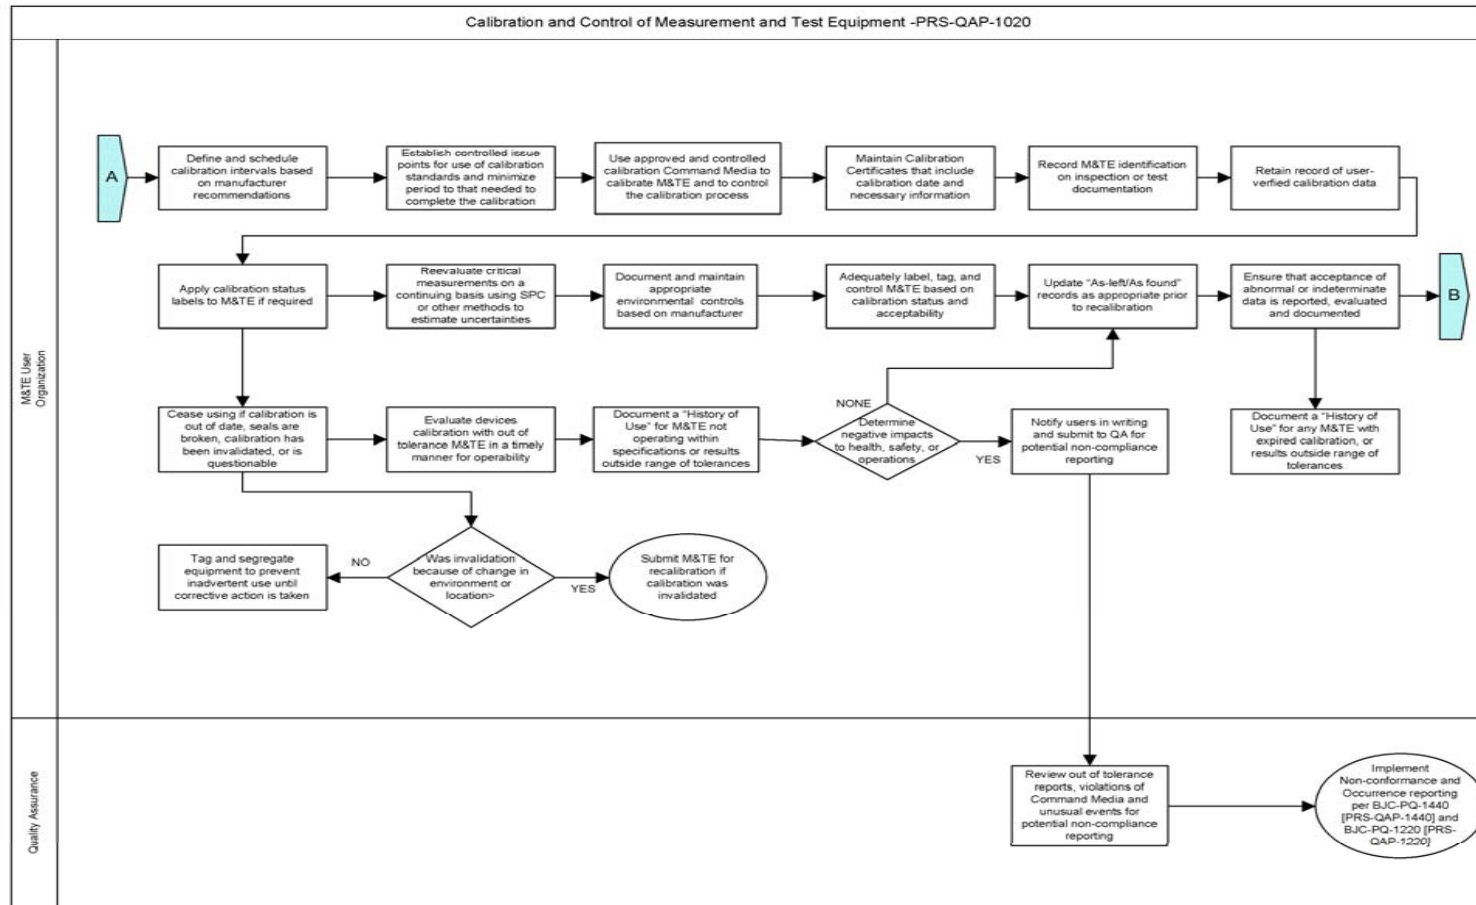 Calibration and Control of Measurement and Test Equipment -PRS-QAP-1020
M&TE User
Organization
A
Define and schedule
calibration intervals based
on manufacturer
recommendations
Establish controlled issue
points for use of calibration
standards and minimize
period to that needed to
complete the calibration
Use approved and controlled
calibration Command Media to
calibrate M&TE and to control
the calibration process
Maintain Calibration
Certificates that include
calibration date and
necessary information
Record M&TE identification
on inspection or test
documentation
Retain record of user-
verfied calibration data
Apply calibration status
labels to M&TE if required
Reevaluate critical
measurements on a
continuing basis using SPC
or other methods to
estimate uncertainties
Document and maintain
appropriate
environmental controls
based on manufacturer
Adequately label, tag, and
control M&TE based on
calibration status and
acceptability
Update “As-left/As found”
records as appropriate prior
to recalibration
Ensure that acceptance of
abnormal or indeterminate
data is reported, evaluated
and documented
B
Cease using if calibration is
out of date, seals are
broken, calibration has
been invalidated, or is
questionable
Evaluate devices
calibration with out of
tolerance M&TE in a timely
manner for operability
Document a “History of
Use” for M&TE not
operating within
specifications or results
outside range of tolerances
NONE
Determine
negative impacts
to health, safety, or
operations
YES
Notify users in writing
and submit to QA for
potential non-compliance
reporting
Document a “History of
Use” for any M&TE with
expired calibration, or
results outside range of
tolerances
Tag and segregate
equipment to prevent
inadvertent use until
corrective action is taken
NO
Was invalidation
because of change in
environment or
location>
YES
Submit M&TE for
recalibration if
calibration was
invalidated
Quality Assurance
Review out of tolerance
reports, violations of
Command Media and
unusual events for
potential non-compliance
reporting
Implement
Non-conformance and
Occurrence reporting
per BJC-PQ-1440
[PRS-QAP-1440] and
BJC-PQ-1220 [PRS-
QAP-1220}